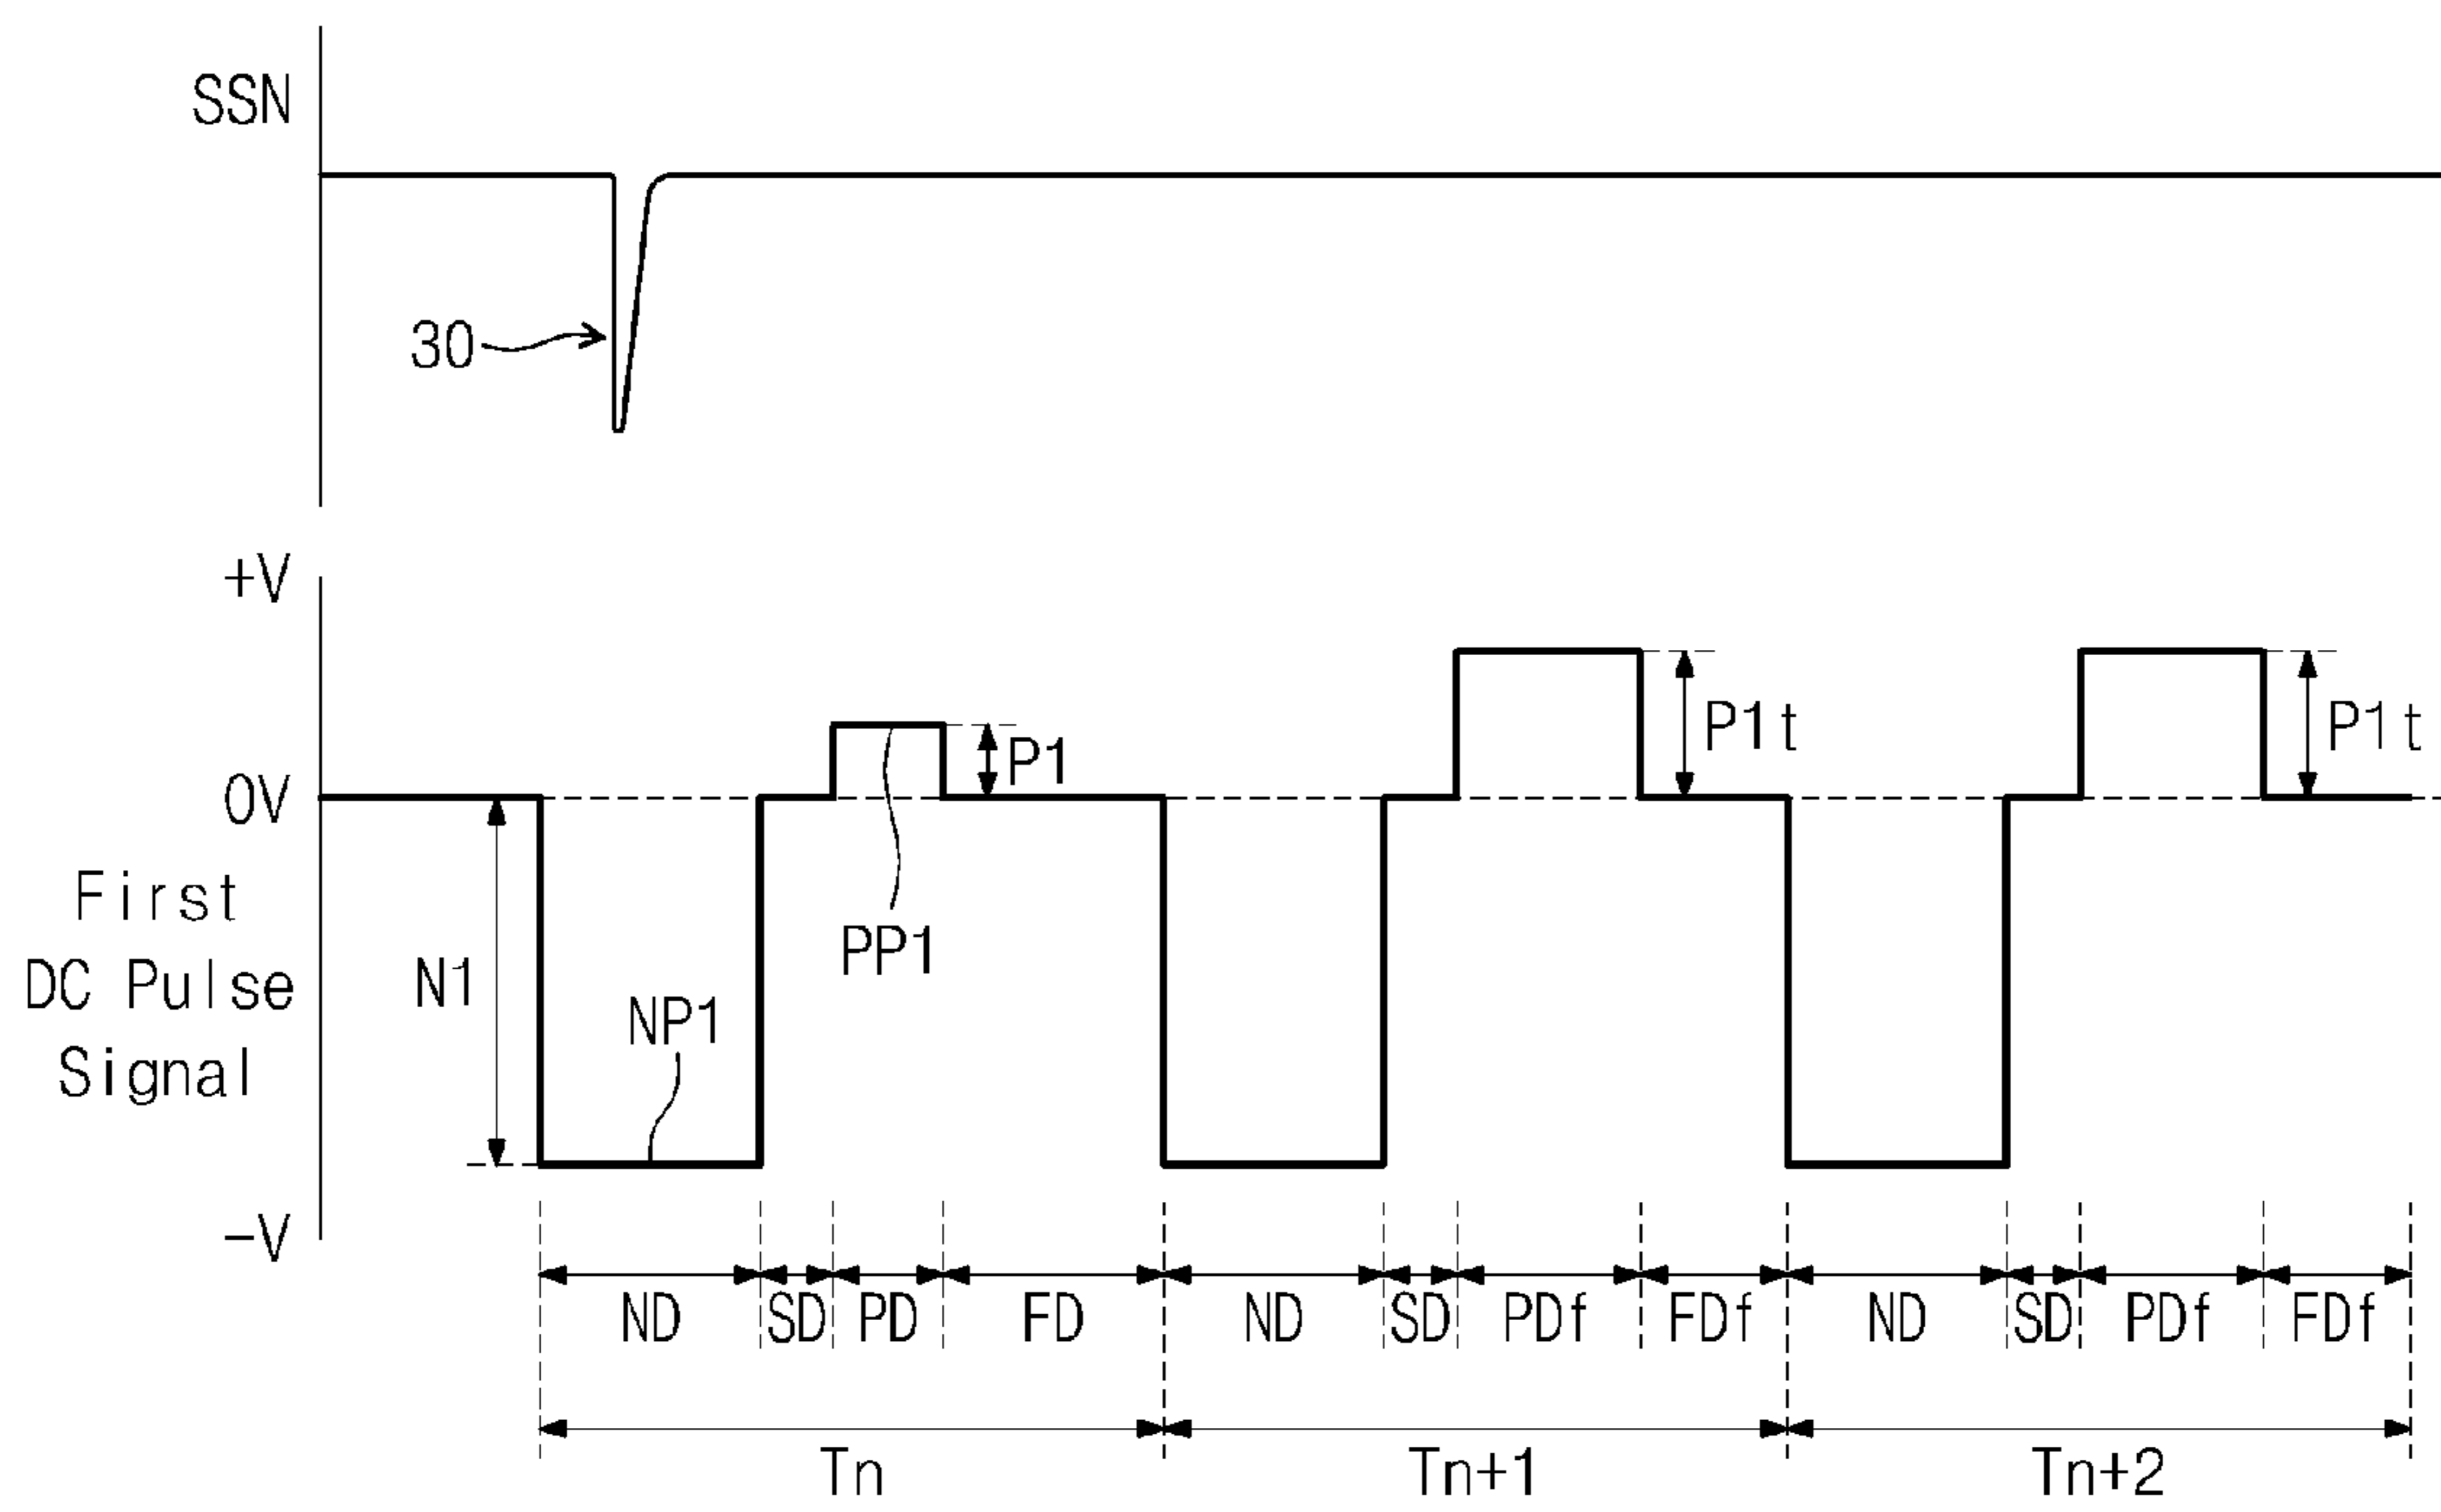 SSN
30
+V
P1t
P1t
P1
0V
First
DC Pulse
Signal
PP1
N1
NP1
-V
ND SD PD FD ND SD PDf FDf ND SD PDf FDf
Tn Tn+1 Tn+2